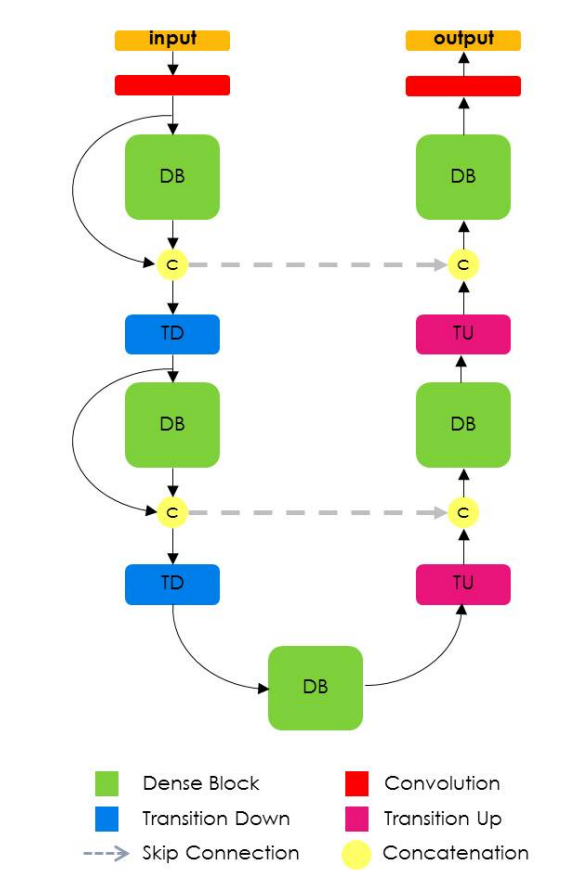 input
output
DB
DB
C
C
TD
TU
DB
DB
C
C
TD
TU
DB
Dense Block
Convolution
Transition Down
Transition Up
Skip Connection
Concatenation